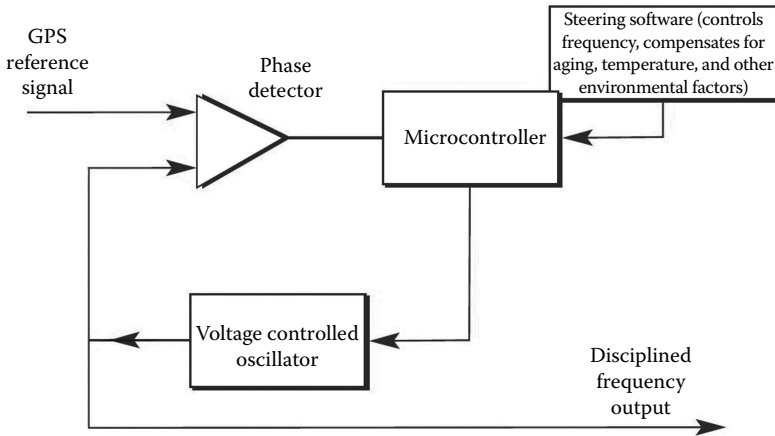 GPS
reference
signal
Phase
detector
Steering software (controls
frequency, compensates for
aging, temperature, and other
environmental factors)
Microcontroller
Voltage controlled
oscillator
Disciplined
frequency
output